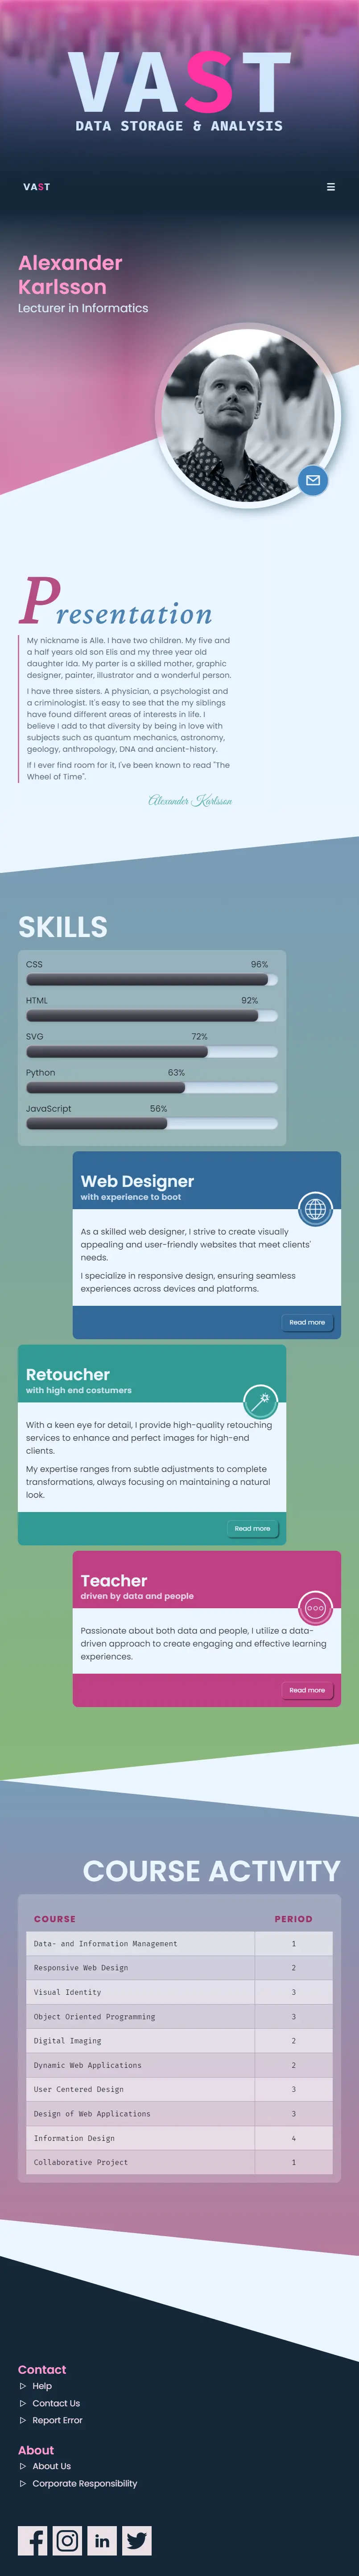 VAST
DATA STORAGE & ANALYSIS
VAST
Alexander
Karlsson
Lecturer in Informatics
Presentation
My nickname is Alle. I have two children. My five and
a half years old son Elis and my three year old
daughter Ida. My parter is a skilled mother, graphic
designer, painter, illustrator and a wonderful person.
I have three sisters. A physician, a psychologist and
a criminologist. It's easy to see that the my siblings
have found different areas of interests in life. I
believe I add to that diversity by being in love with
subjects such as quantum mechanics, astronomy,
geology, anthropology, DNA and ancient-history.
If I ever find room for it, I've been known to read "The
Wheel of Time".
Alexander Karlsson
SKILLS
CSS 96%
HTML 92%
SVG 72%
Python 63%
JavaScript 56%
Web Designer
with experience to boot
As a skilled web designer, I strive to create visually
appealing and user-friendly websites that meet clients'
needs.
I specialize in responsive design, ensuring seamless
experiences across devices and platforms.
Read more
Retoucher
with high end costumers
With a keen eye for detail, I provide high-quality retouching
services to enhance and perfect images for high-end
clients.
My expertise ranges from subtle adjustments to complete
transformations, always focusing on maintaining a natural
look.
Read more
Teacher
driven by data and people
Passionate about both data and people, I utilize a data-
driven approach to create engaging and effective learning
experiences.
Read more
COURSE ACTIVITY
COURSE PERIOD
Data- and Information Management 1
Responsive Web Design 2
Visual Identity 3
Object Oriented Programming 3
Digital Imaging 2
Dynamic Web Applications 2
User Centered Design 3
Design of Web Applications 3
Information Design 4
Collaborative Project 1
Contact
Help
Contact Us
Report Error
About
About Us
Corporate Responsibility